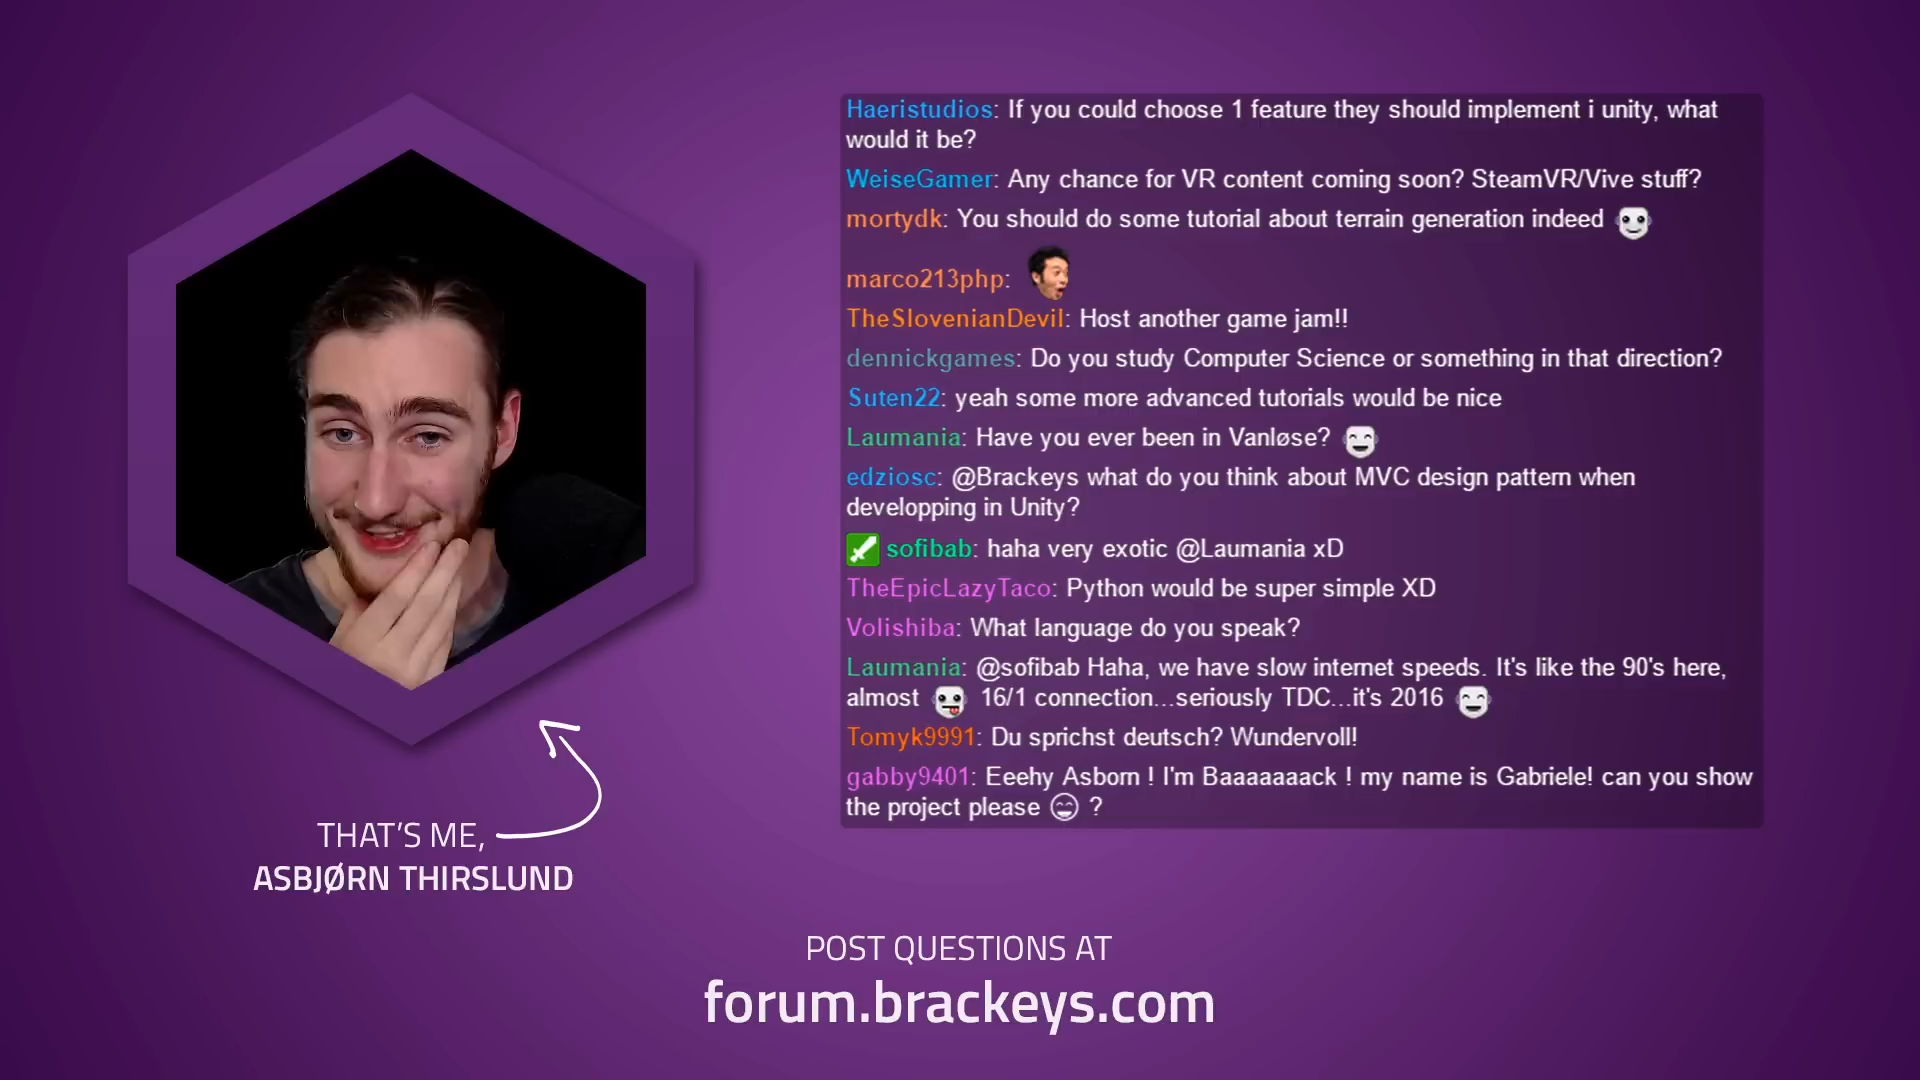 Haeristudios: If you could choose 1 feature they should implement i unity, what
would it be?
WeiseGamer: Any chance for VR content coming soon? SteamVR/Vive stuff?
mortydk: You should do some tutorial about terrain generation indeed
marco213php:
TheSlovenianDevil: Host another game jam!!
dennickgames: Do you study Computer Science or something in that direction?
Suten22: yeah some more advanced tutorials would be nice
Laumania: Have you ever been in Vanløse?
edziosc: @Brackeys what do you think about MVC design pattern when
developping in Unity?
sofibab: haha very exotic @Laumania xD
TheEpicLazyTaco: Python would be super simple XD
Volishiba: What language do you speak?
Laumania: @sofibab Haha, we have slow internet speeds. It's like the 90's here,
almost 16/1 connection...seriously TDC...it's 2016
Tomyk9991: Du sprichst deutsch? Wundervoll!
gabby9401: Eeehy Asborn ! I'm Baaaaaaack ! my name is Gabriele! can you show
the project please ?
THAT'S ME,
ASBJØRN THIRSLUND
POST QUESTIONS AT
forum.brackeys.com